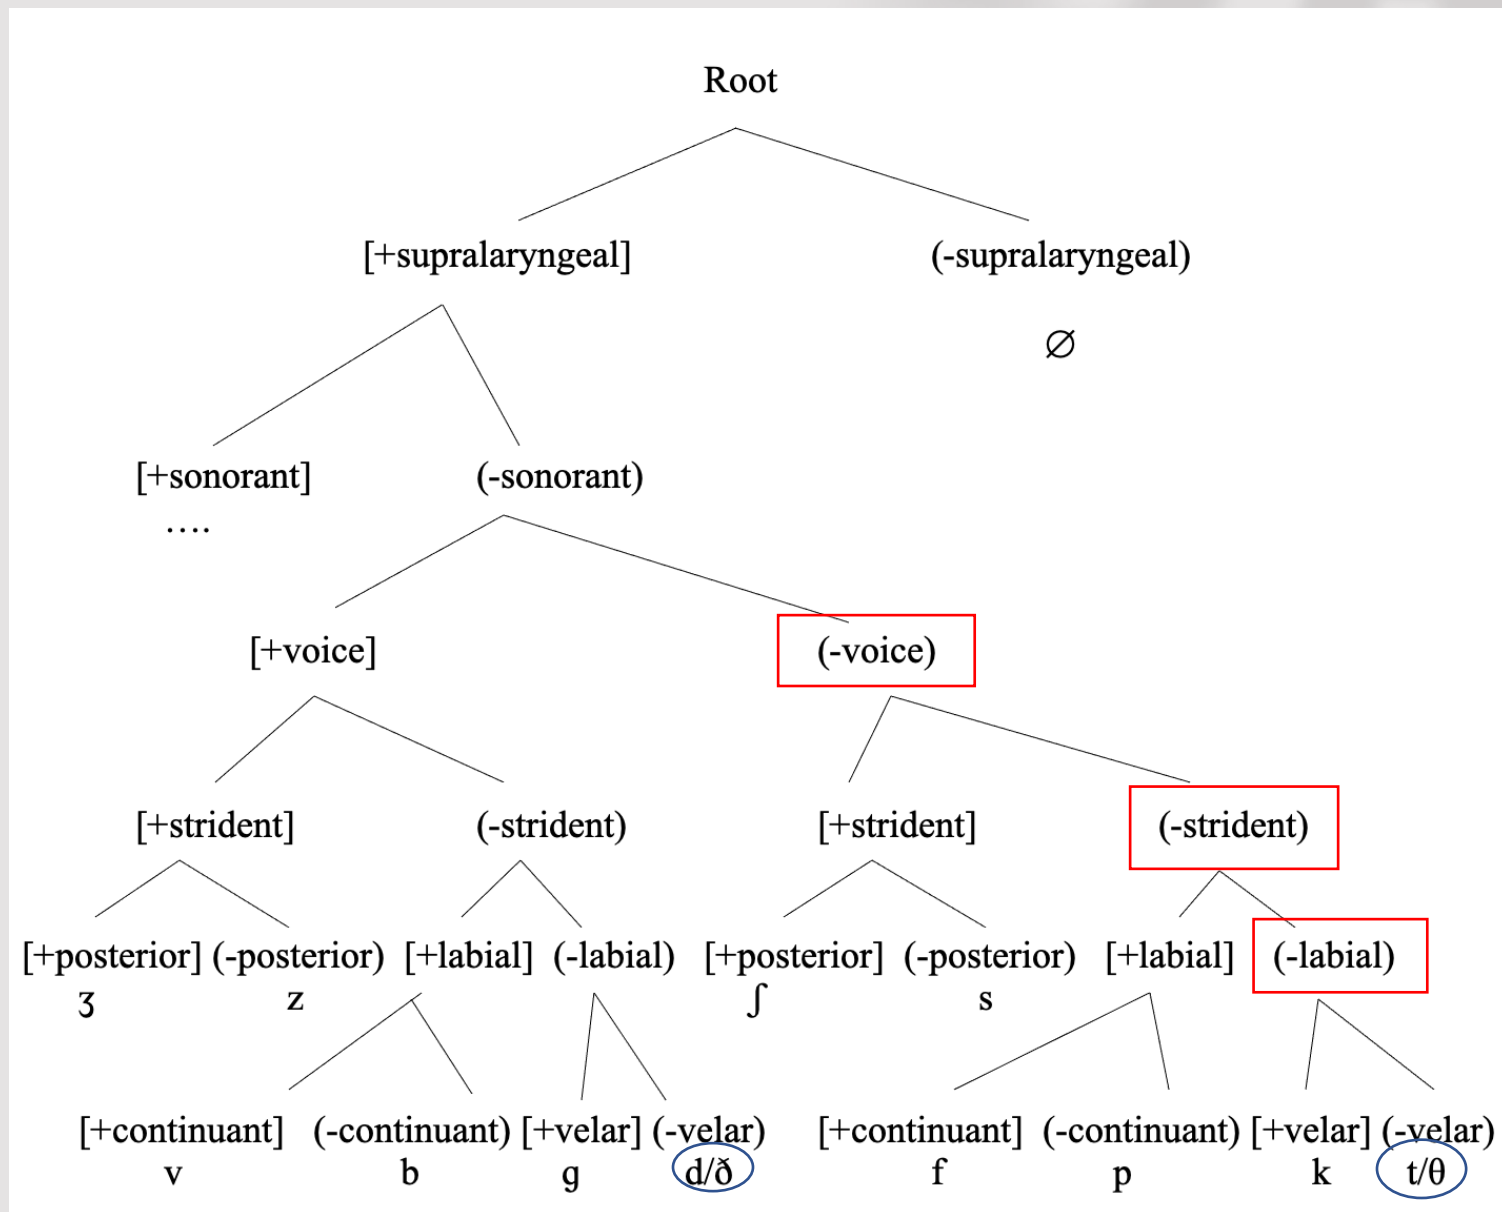 Root
[+supralaryngeal] (-supralaryngeal)
∅
[+sonorant] (-sonorant)
....
[+voice] (-voice)
[+strident] (-strident) [+strident] (-strident)
[+posterior] (-posterior) [+labial] (-labial) [+posterior] (-posterior) [+labial] (-labial)
ʒ z ʃ s
[+continuant] (-continuant) [+velar] (-velar) [+continuant] (-continuant) [+velar] (-velar)
v b g d/ð f p k t/θ